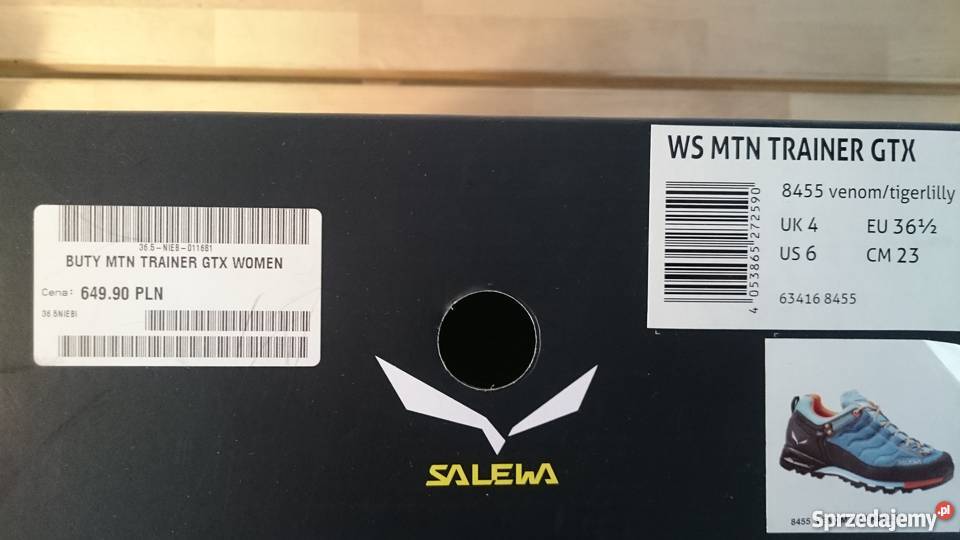 36.5-NIEB-011681
BUTY MTN TRAINER GTX WOMEN
Cena: 649.90 PLN
36.5NIEBI
SALEWA
WS MTN TRAINER GTX
8455 venom/tigerlilly
UK 4 EU 36½
US 6 CM 23
4 053865 272590
63416 8455
8455
Sprzedajemy.pl